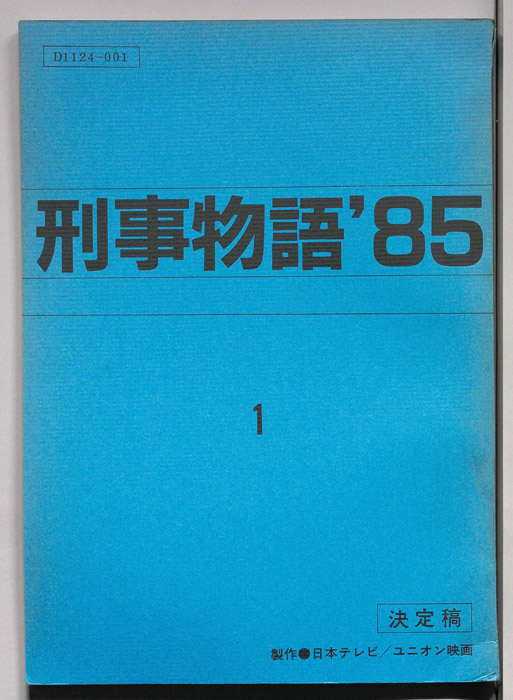 D1124-001
刑事物語’85
1
決定稿
製作●日本テレビ/ユニオン映画